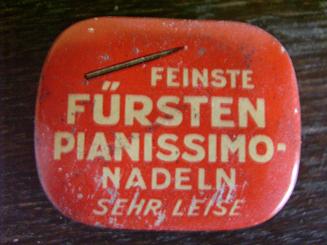 FEINSTE
FÜRSTEN
PIANISSIMO-
NADELN
SEHR LEISE